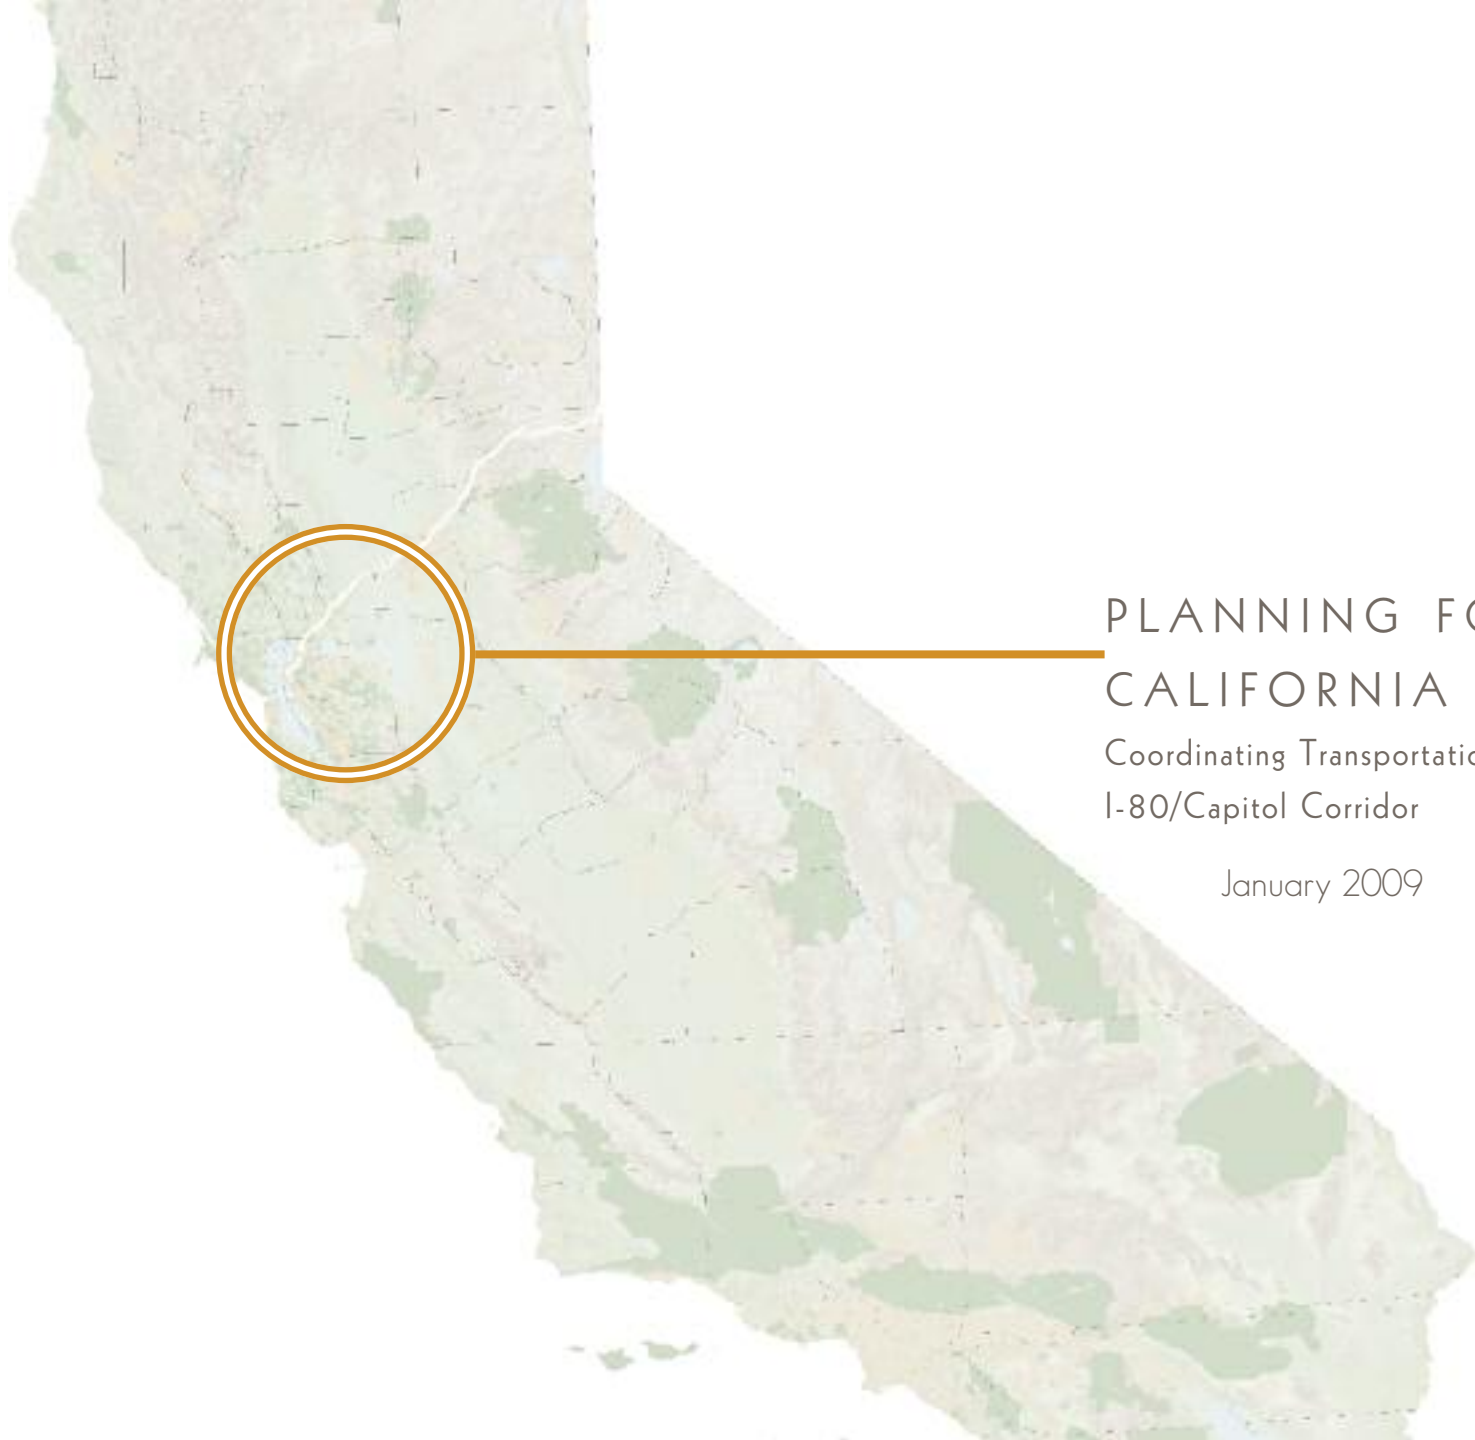 PLANNING FO
CALIFORNIA
Coordinating Transportatio
I-80/Capitol Corridor
January 2009